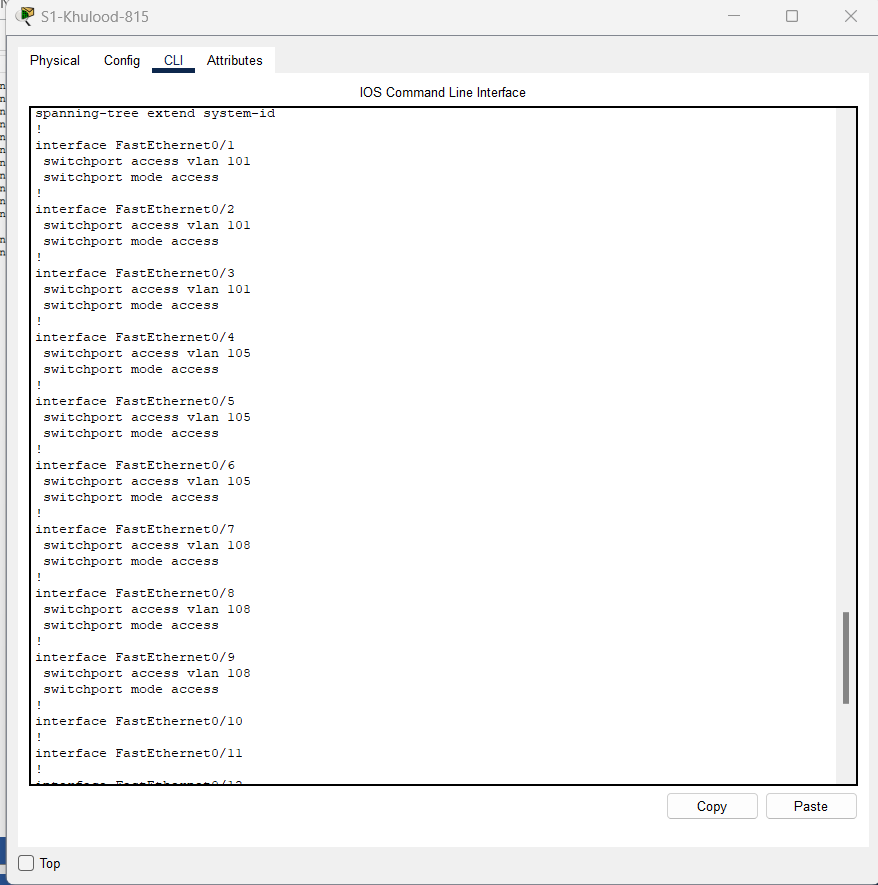 S1-Khulood-815
Physical Config CLI Attributes
IOS Command Line Interface
spanning-tree extend system-id
!
interface FastEthernet0/1
 switchport access vlan 101
 switchport mode access
!
interface FastEthernet0/2
 switchport access vlan 101
 switchport mode access
!
interface FastEthernet0/3
 switchport access vlan 101
 switchport mode access
!
interface FastEthernet0/4
 switchport access vlan 105
 switchport mode access
!
interface FastEthernet0/5
 switchport access vlan 105
 switchport mode access
!
interface FastEthernet0/6
 switchport access vlan 105
 switchport mode access
!
interface FastEthernet0/7
 switchport access vlan 108
 switchport mode access
!
interface FastEthernet0/8
 switchport access vlan 108
 switchport mode access
!
interface FastEthernet0/9
 switchport access vlan 108
 switchport mode access
!
interface FastEthernet0/10
!
interface FastEthernet0/11
!
Copy Paste
Top